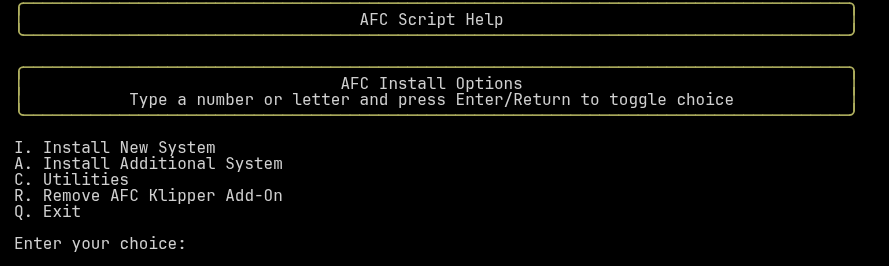 AFC Script Help
AFC Install Options
Type a number or letter and press Enter/Return to toggle choice
I. Install New System
A. Install Additional System
C. Utilities
R. Remove AFC Klipper Add-On
Q. Exit
Enter your choice: